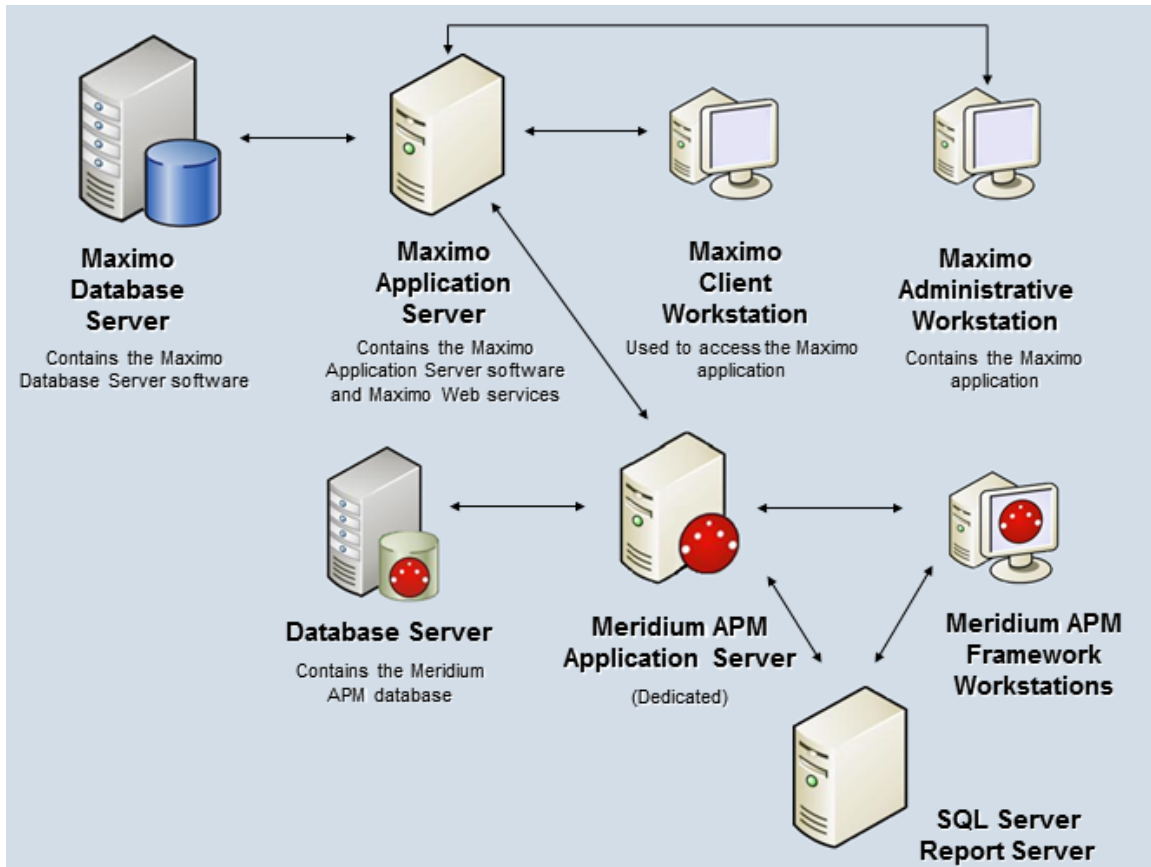 Maximo
Database
Server
Contains the Maximo
Database Server software
Maximo
Application
Server
Contains the Maximo
Application Server software
and Maximo Web services
Maximo
Client
Workstation
Used to access the Maximo
application
Maximo
Administrative
Workstation
Contains the Maximo
application
Database Server
Contains the Meridium
APM database
Meridium APM
Application Server
(Dedicated)
Meridium APM
Framework
Workstations
SQL Server
Report Server